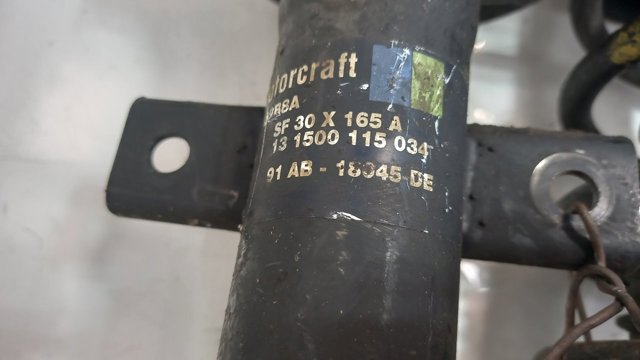 otorcraft
SF 30 X 165 A
13 1500 115 034
91 AB - 18045-DE